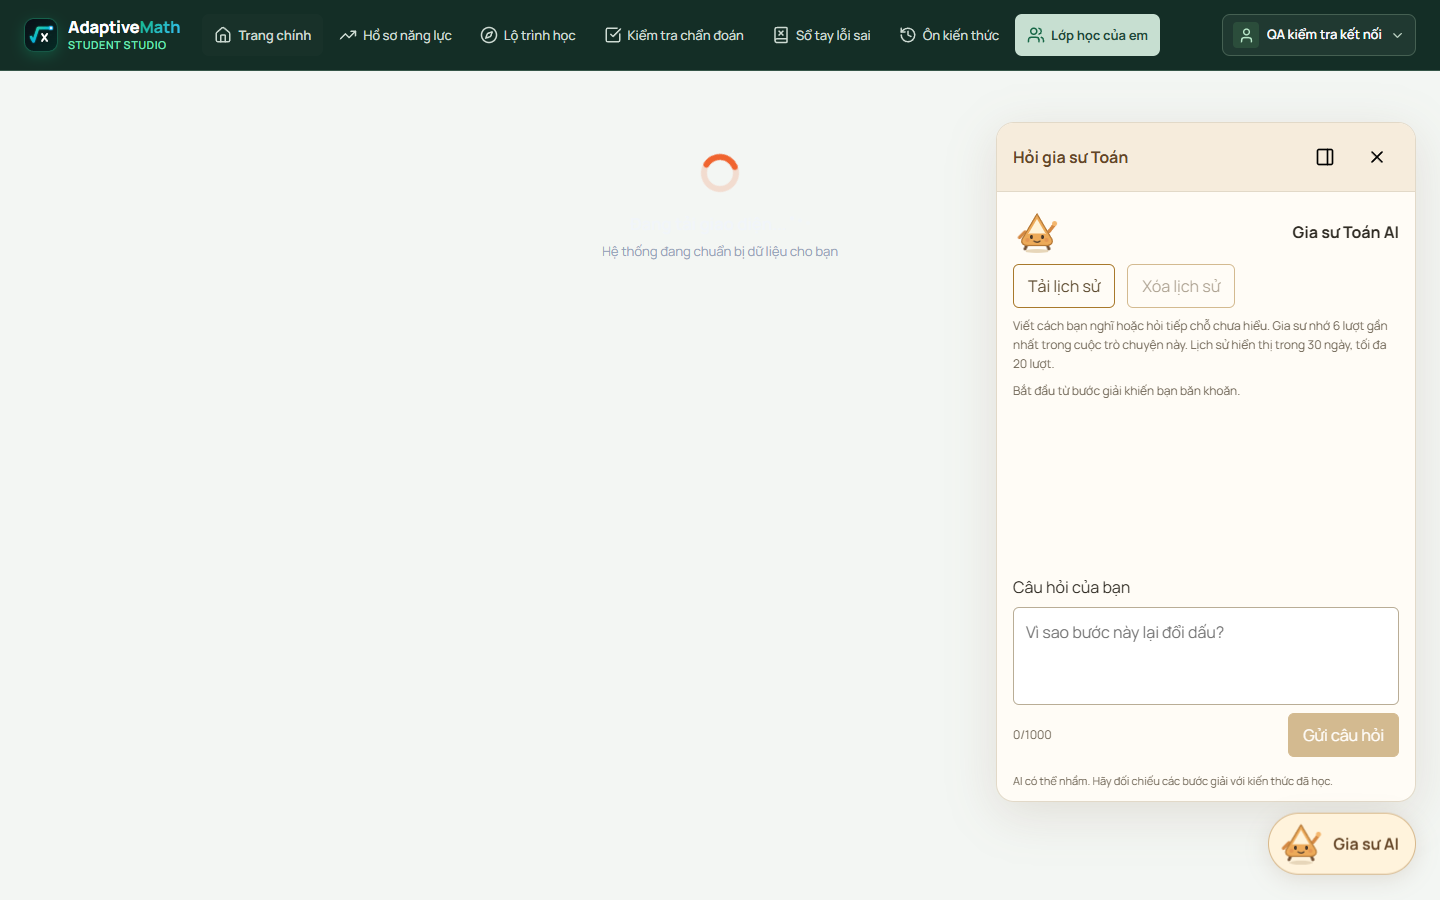 AdaptiveMath
STUDENT STUDIO
Trang chính
Hồ sơ năng lực
Lộ trình học
Kiểm tra chẩn đoán
Sổ tay lỗi sai
Ôn kiến thức
Lớp học của em
QA kiểm tra kết nối
Hệ thống đang chuẩn bị dữ liệu cho bạn
Hỏi gia sư Toán
Gia sư Toán AI
Tải lịch sử
Xóa lịch sử
Viết cách bạn nghĩ hoặc hỏi tiếp chỗ chưa hiểu. Gia sư nhớ 6 lượt gần
nhất trong cuộc trò chuyện này. Lịch sử hiển thị trong 30 ngày, tối đa
20 lượt.
Bắt đầu từ bước giải khiến bạn băn khoăn.
Câu hỏi của bạn
Vì sao bước này lại đổi dấu?
0/1000
Gửi câu hỏi
AI có thể nhầm. Hãy đối chiếu các bước giải với kiến thức đã học.
Gia sư AI